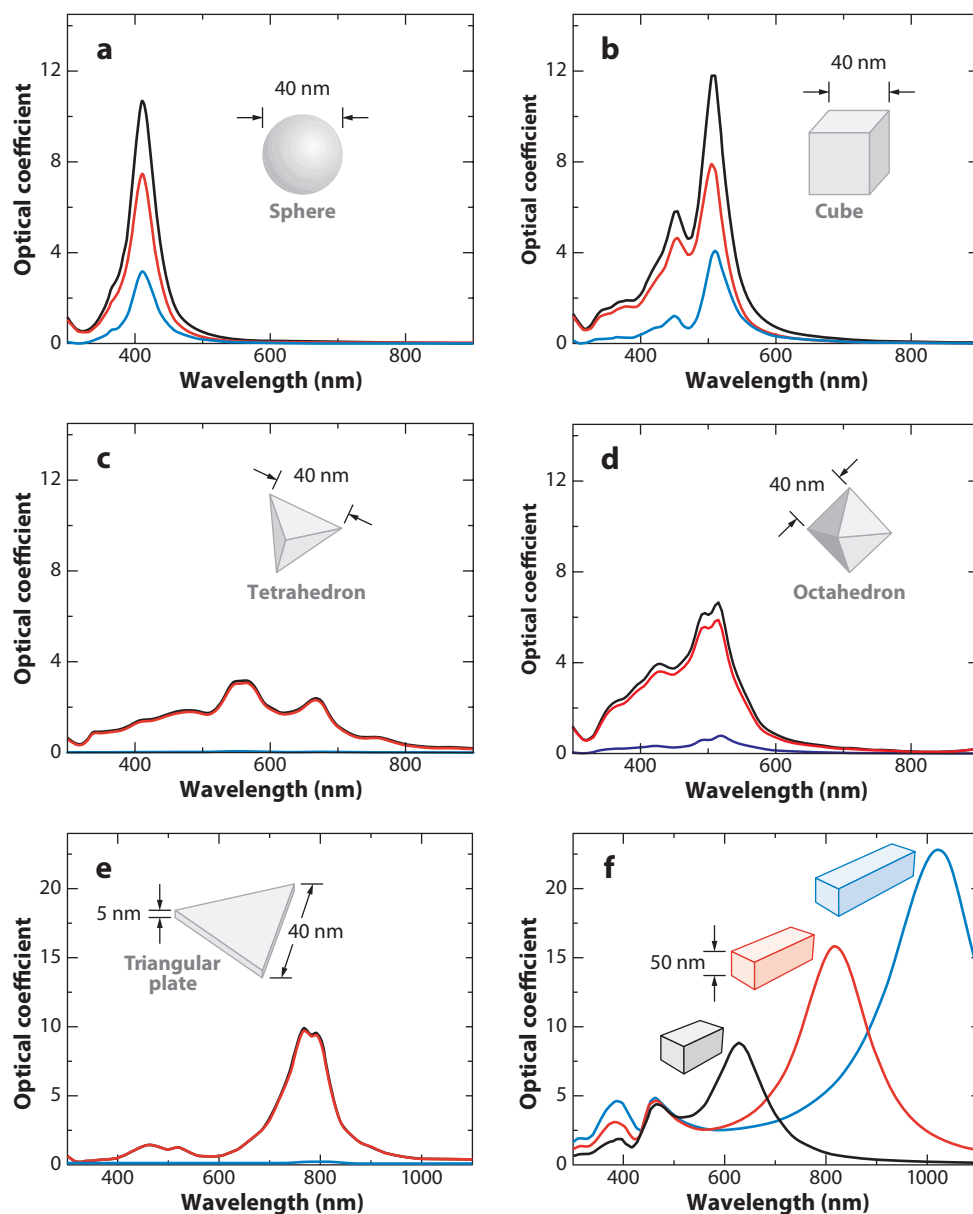 a
40 nm
Sphere
Optical coefficient
12
8
4
0
400
600
800
Wavelength (nm)
b
40 nm
Cube
Optical coefficient
12
8
4
0
400
600
800
Wavelength (nm)
c
40 nm
Tetrahedron
Optical coefficient
12
8
4
0
400
600
800
Wavelength (nm)
d
40 nm
Octahedron
Optical coefficient
12
8
4
0
400
600
800
Wavelength (nm)
e
5 nm
40 nm
Triangular
plate
Optical coefficient
20
15
10
5
0
400
600
800
1000
Wavelength (nm)
f
50 nm
Optical coefficient
20
15
10
5
0
400
600
800
1000
Wavelength (nm)